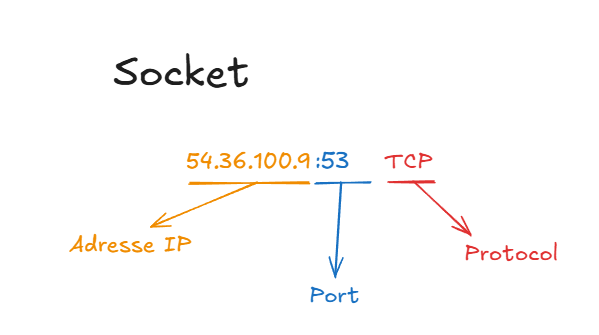 Socket
54.36.100.9 :53 TCP
Adresse IP
Protocol
Port